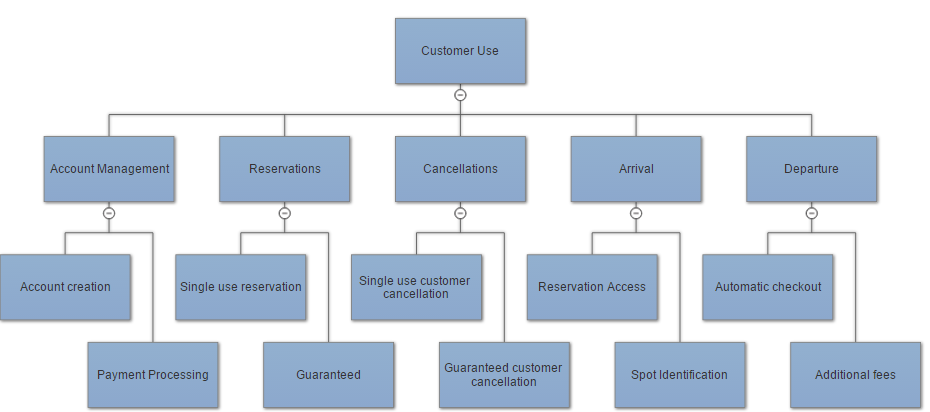 Customer Use
Account Management
Reservations
Cancellations
Arrival
Departure
Account creation
Single use reservation
Single use customer
cancellation
Reservation Access
Automatic checkout
Payment Processing
Guaranteed
Guaranteed customer
cancellation
Spot Identification
Additional fees